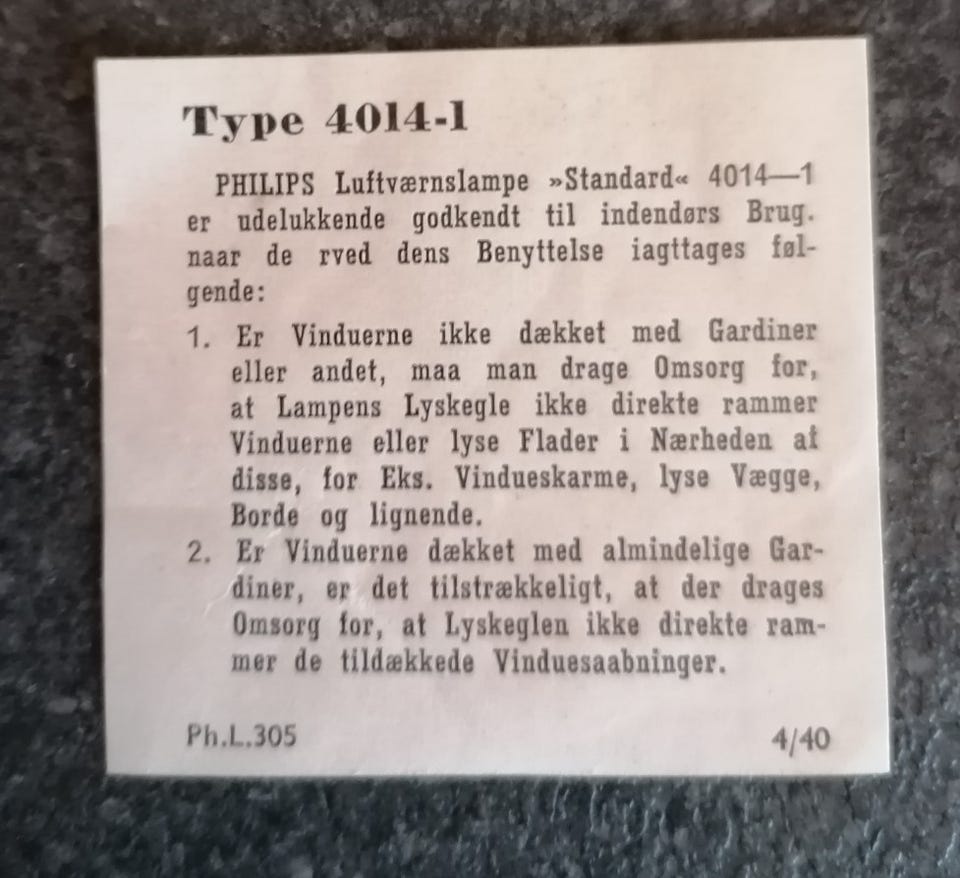 Type 4014-1
PHILIPS Luftværnslampe »Standard« 4014—1
er udelukkende godkendt til indendørs Brug.
naar de rved dens Benyttelse iagttages føl-
gende:
1. Er Vinduerne ikke dækket med Gardiner
eller andet, maa man drage Omsorg for,
at Lampens Lyskegle ikke direkte rammer
Vinduerne eller lyse Flader i Nærheden af
disse, for Eks. Vindueskarme, lyse Vægge,
Borde og lignende.
2. Er Vinduerne dækket med almindelige Gar-
diner, er det tilstrækkeligt, at der drages
Omsorg for, at Lyskeglen ikke direkte ram-
mer de tildækkede Vinduesaabninger.
Ph.L.305
4/40